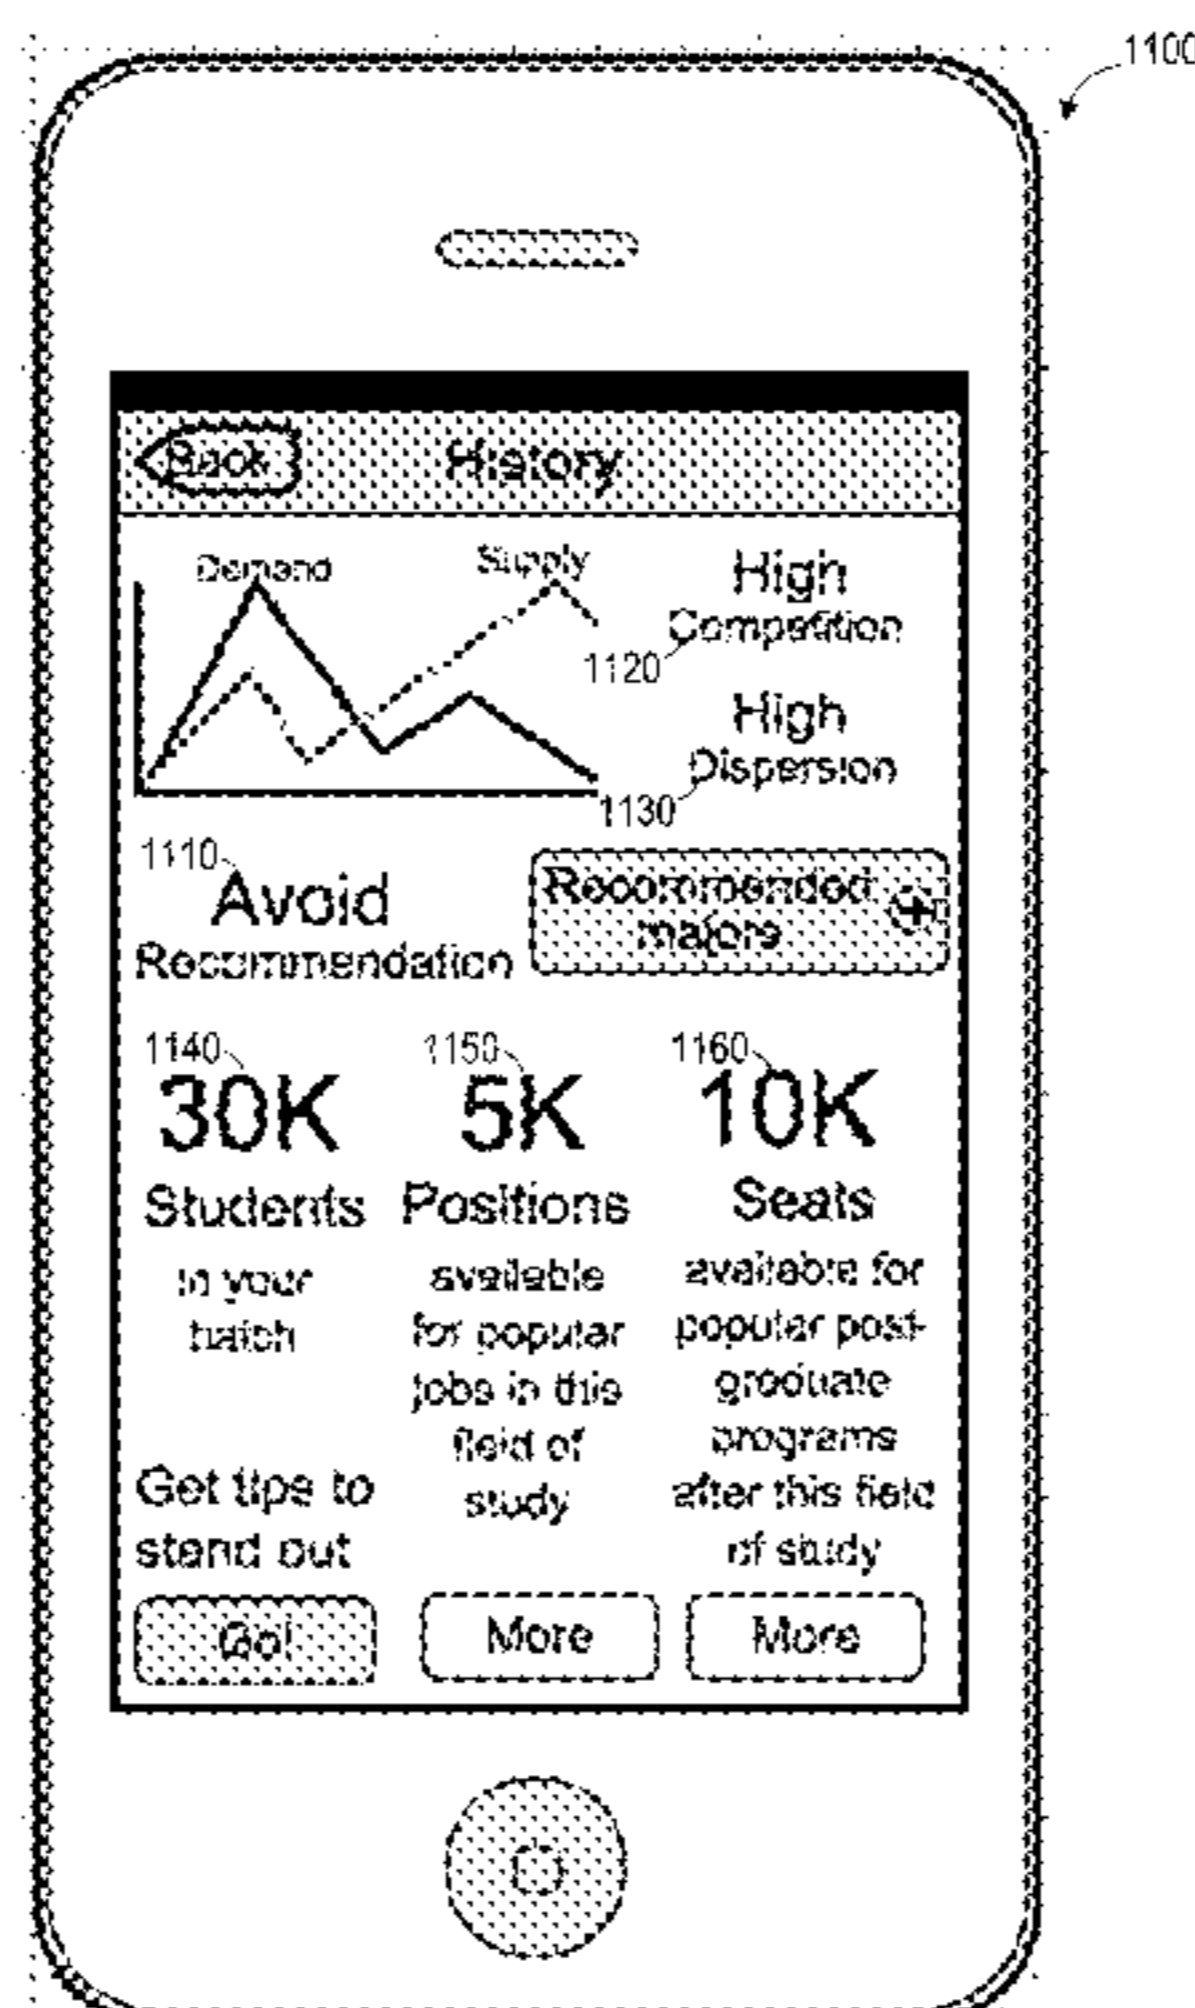 1100
Back
History
Demand
Supply
High
Competition
1120
High
Dispersion
1130
1110
Avoid
Recommendation
Recommended
majors
1140
30K
Students
in your
batch
1150
5K
Positions
available
for popular
jobs in this
field of
study
1160
10K
Seats
available for
popular post-
graduate
programs
after this field
of study
Get tips to
stand out
Go!
More
More